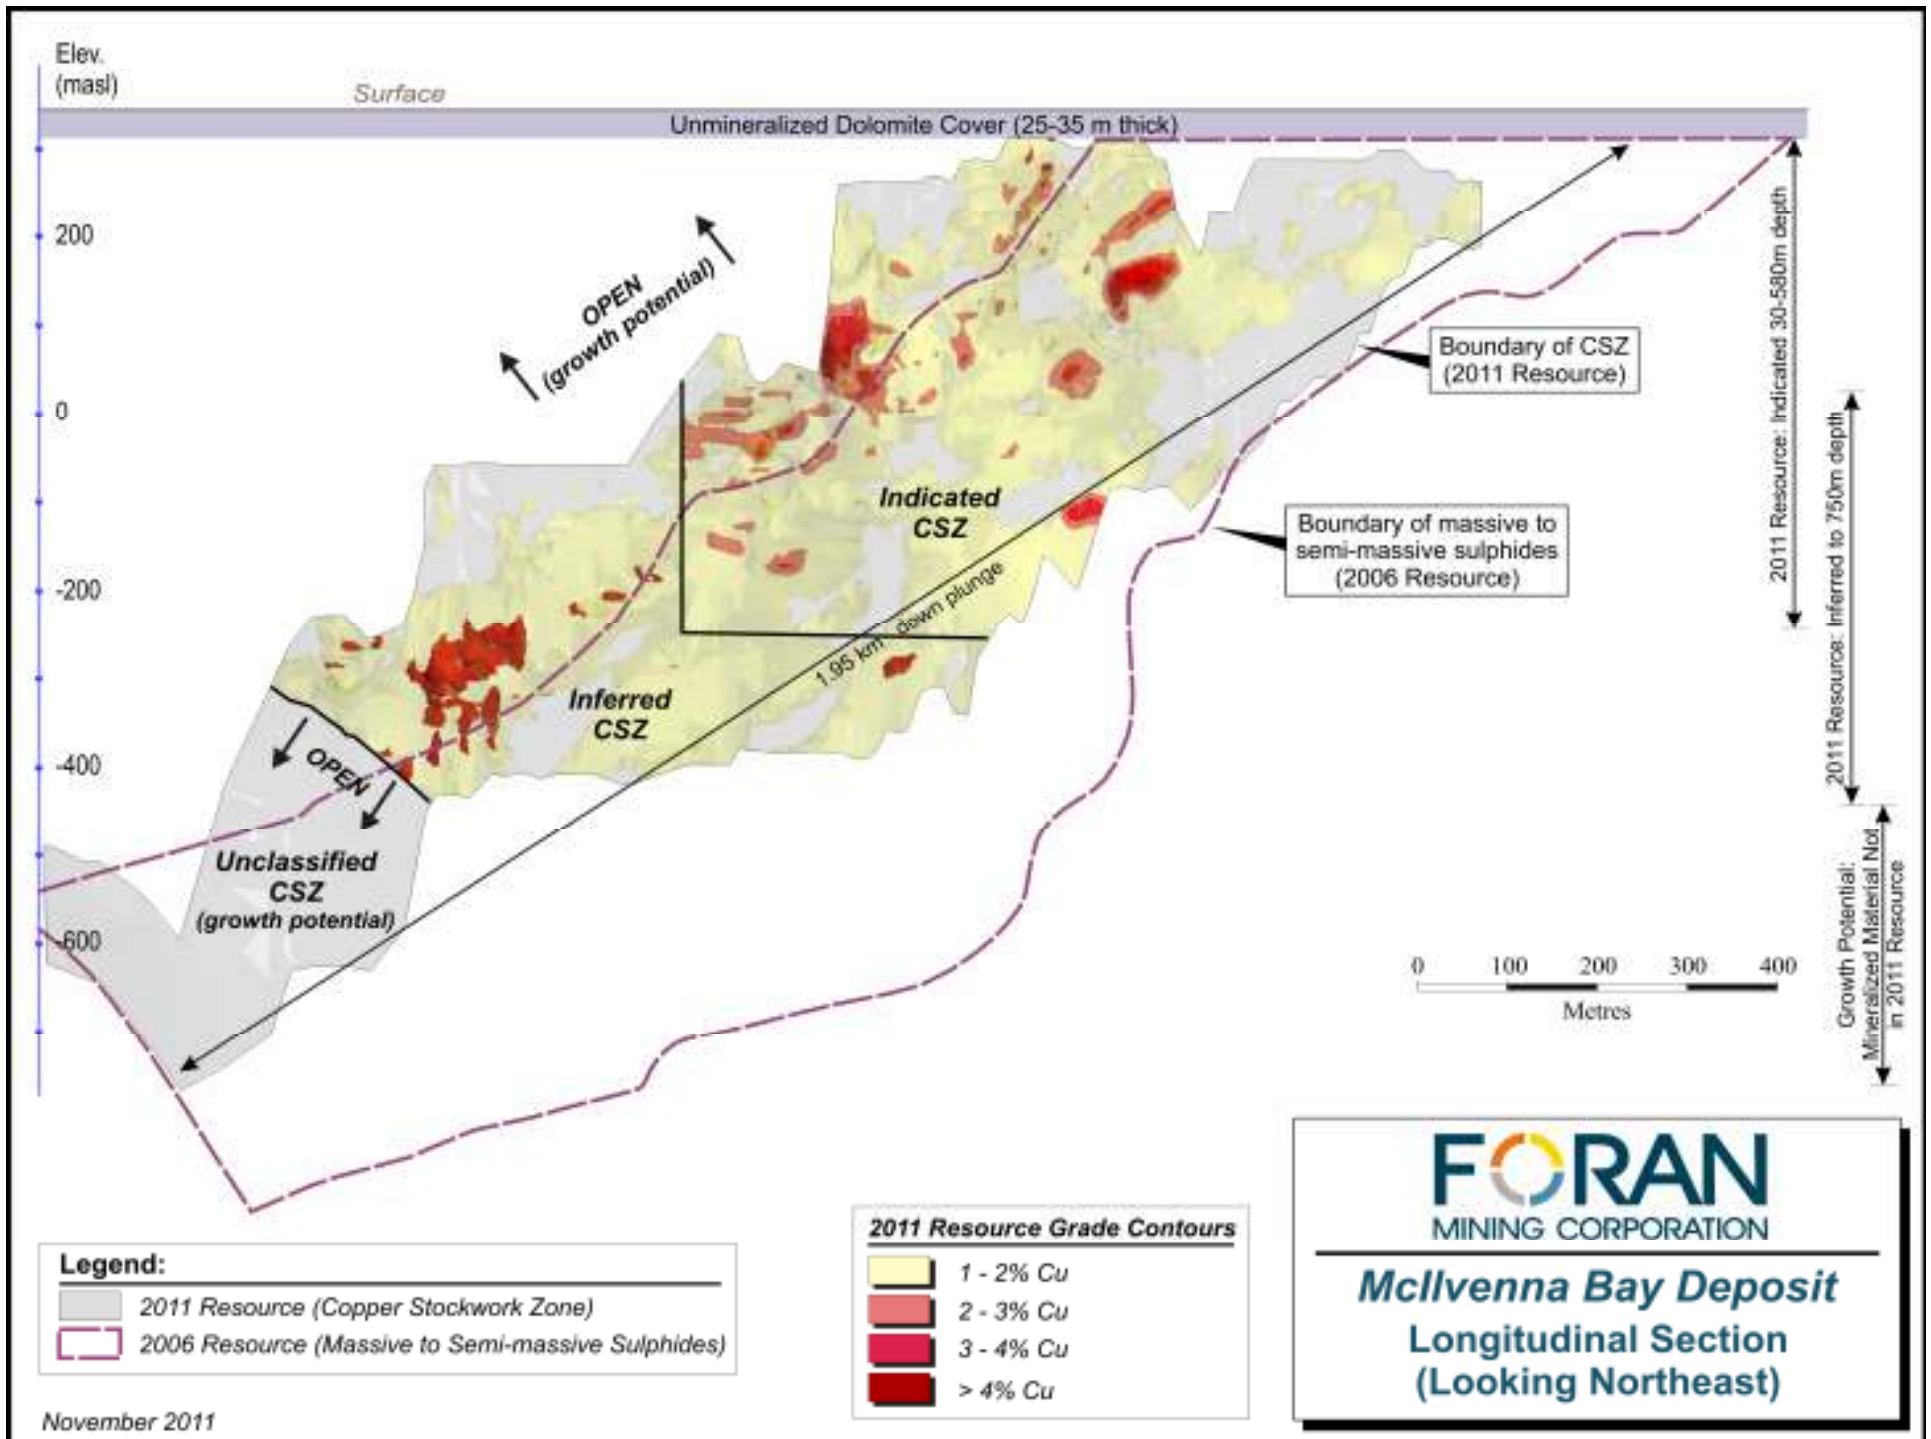 Elev.
(masl)
Surface
Unmineralized Dolomite Cover (25-35 m thick)
200
0
-200
-400
-600
OPEN
(growth potential)
Indicated
CSZ
Inferred
CSZ
1.95 km down plunge
OPEN
Unclassified
CSZ
(growth potential)
Boundary of CSZ
(2011 Resource)
Boundary of massive to
semi-massive sulphides
(2006 Resource)
2011 Resource: Indicated 30-580m depth
2011 Resource: Inferred to 750m depth
Growth Potential:
Mineralized Material Not
in 2011 Resource
0 100 200 300 400
Metres
Legend:
2011 Resource (Copper Stockwork Zone)
2006 Resource (Massive to Semi-massive Sulphides)
November 2011
2011 Resource Grade Contours
1 - 2% Cu
2 - 3% Cu
3 - 4% Cu
> 4% Cu
FORAN
MINING CORPORATION
McIlvenna Bay Deposit
Longitudinal Section
(Looking Northeast)